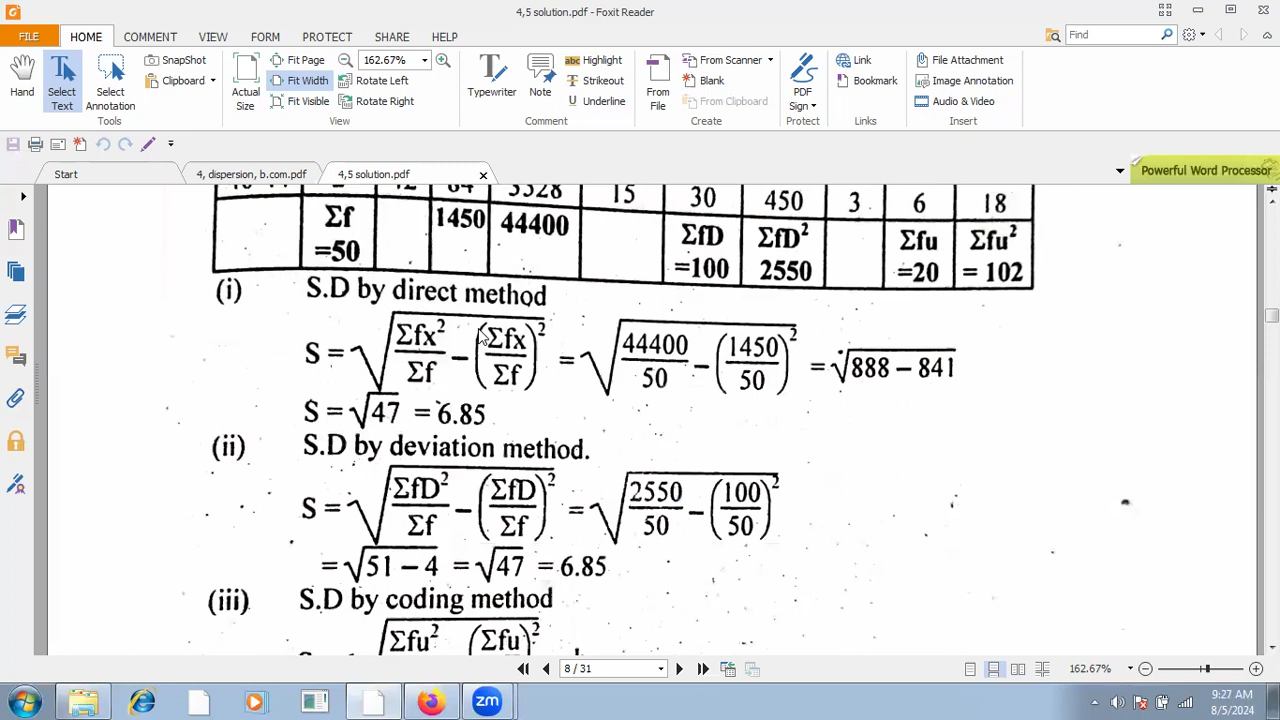 4,5 solution.pdf - Foxit Reader
FILE HOME COMMENT VIEW FORM PROTECT SHARE HELP Find
SnapShot Fit Page 162.67% Highlight From Scanner Link File Attachment
Clipboard Fit Width Rotate Left Strikeout Blank Bookmark Image Annotation
Hand Select Text Select Annotation Actual Size Fit Visible Rotate Right Typewriter Note Underline From File From Clipboard PDF Sign Audio & Video
Tools View Comment Create Protect Links Insert
Start 4, dispersion, b.com.pdf 4,5 solution.pdf Powerful Word Processor
84 3528 15 30 450 3 6 18
Σf =50 1450 44400 ΣfD =100 ΣfD² 2550 Σfu =20 Σfu² = 102
(i) S.D by direct method
S = √(Σfx²/Σf − (Σfx/Σf)²) = √(44400/50 − (1450/50)²) = √888 − 841
S = √47 = 6.85
(ii) S.D by deviation method.
S = √(ΣfD²/Σf − (ΣfD/Σf)²) = √(2550/50 − (100/50)²)
= √51 − 4 = √47 = 6.85
(iii) S.D by coding method
Σfu² (Σfu)²
8 / 31 162.67%
zm 9:27 AM
8/5/2024